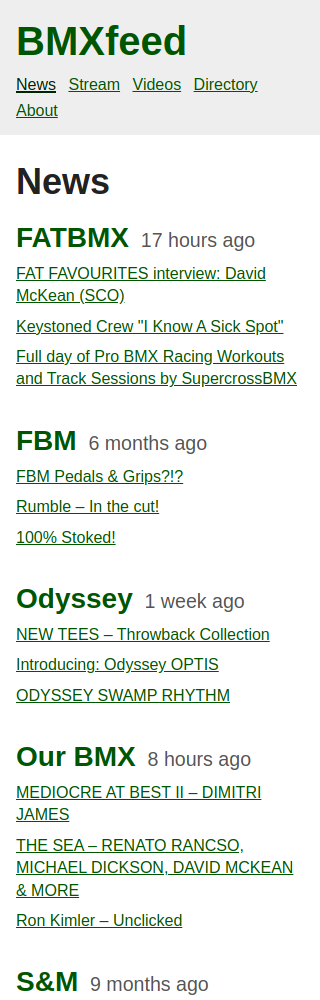 BMXfeed
News Stream Videos Directory
About
News
FATBMX 17 hours ago
FAT FAVOURITES interview: David
McKean (SCO)
Keystoned Crew "I Know A Sick Spot"
Full day of Pro BMX Racing Workouts
and Track Sessions by SupercrossBMX
FBM 6 months ago
FBM Pedals & Grips?!?
Rumble – In the cut!
100% Stoked!
Odyssey 1 week ago
NEW TEES – Throwback Collection
Introducing: Odyssey OPTIS
ODYSSEY SWAMP RHYTHM
Our BMX 8 hours ago
MEDIOCRE AT BEST II – DIMITRI
JAMES
THE SEA – RENATO RANCSO,
MICHAEL DICKSON, DAVID MCKEAN
& MORE
Ron Kimler – Unclicked
S&M 9 months ago